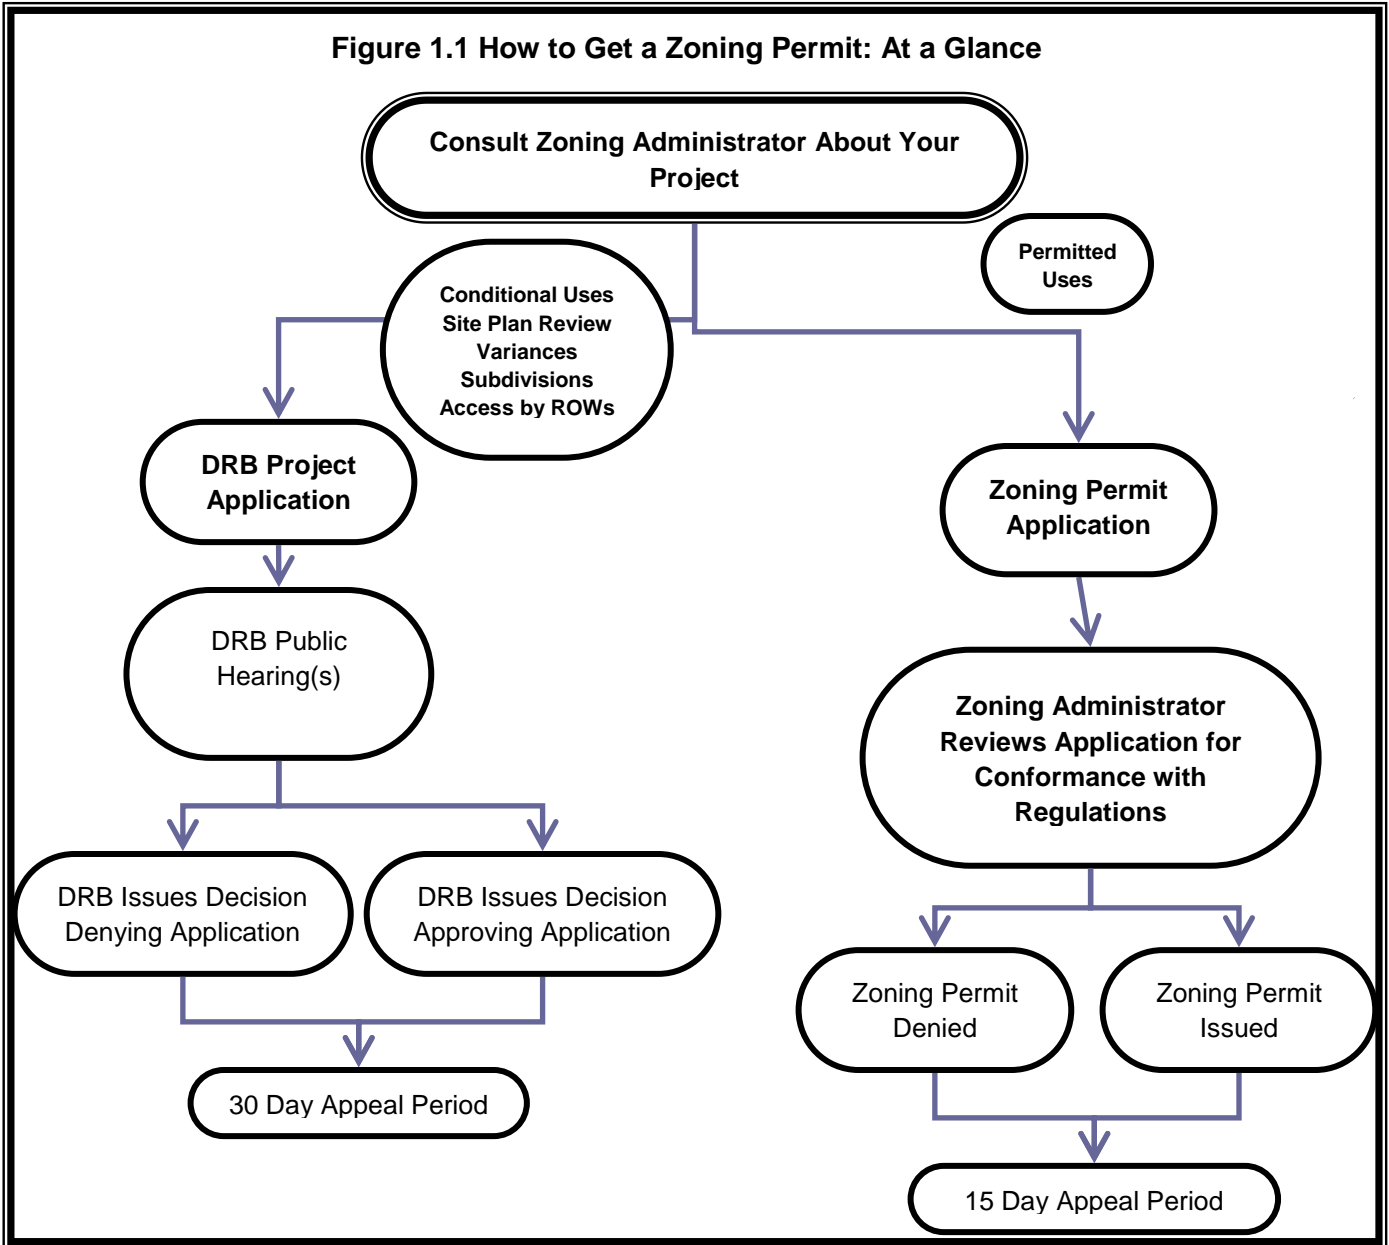 Figure 1.1 How to Get a Zoning Permit: At a Glance
Consult Zoning Administrator About Your
Project
Permitted
Uses
Conditional Uses
Site Plan Review
Variances
Subdivisions
Access by ROWs
DRB Project
Application
Zoning Permit
Application
DRB Public
Hearing(s)
Zoning Administrator
Reviews Application for
Conformance with
Regulations
DRB Issues Decision
Denying Application
DRB Issues Decision
Approving Application
Zoning Permit
Denied
Zoning Permit
Issued
30 Day Appeal Period
15 Day Appeal Period